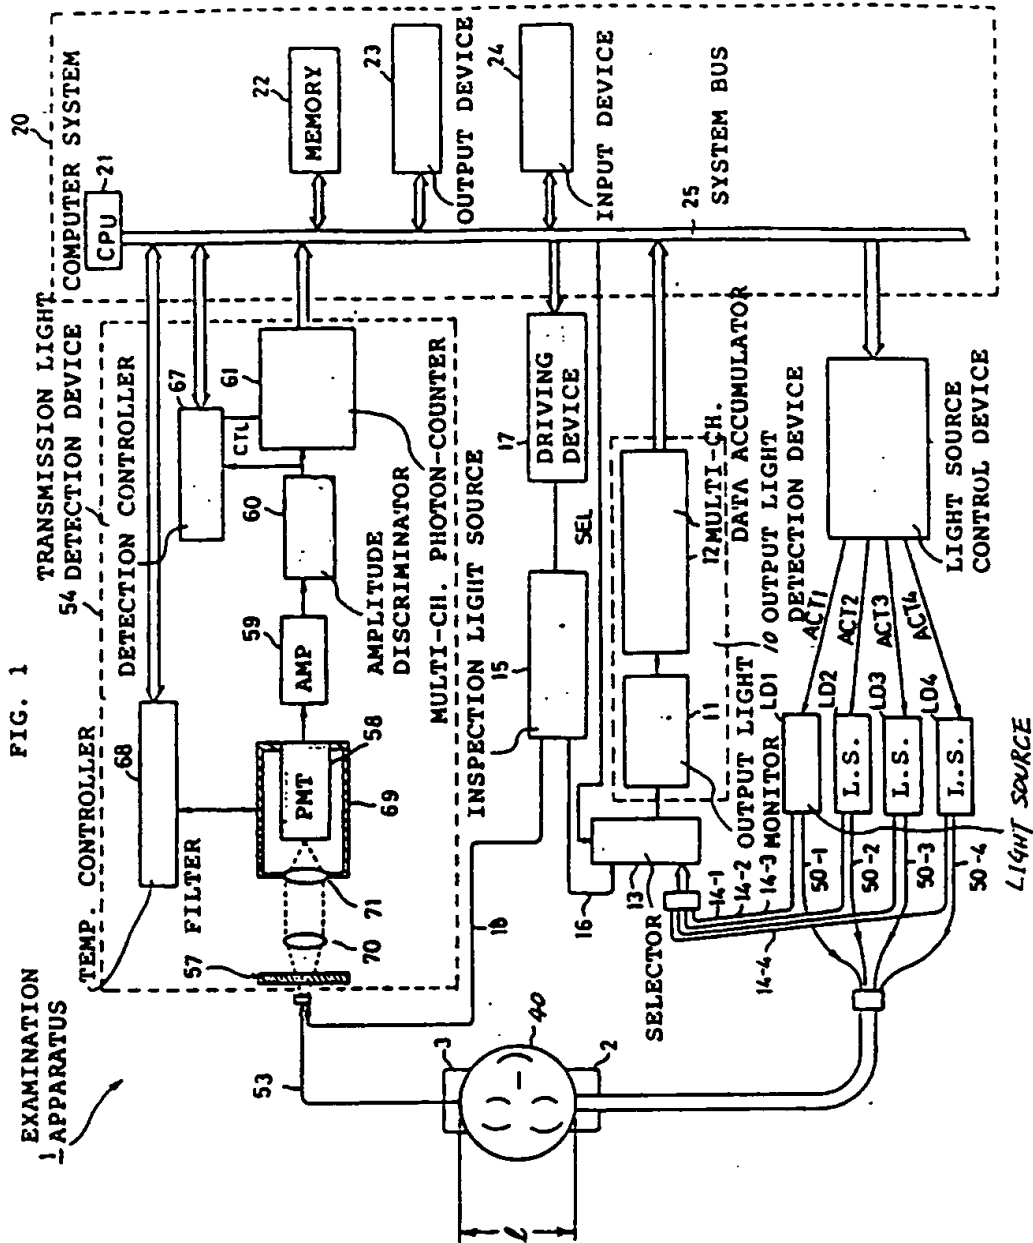 FIG. 1
1 EXAMINATION
APPARATUS
TRANSMISSION LIGHT
54 DETECTION DEVICE
COMPUTER SYSTEM
20
CPU
21
MEMORY
22
23
OUTPUT DEVICE
24
INPUT DEVICE
25
SYSTEM BUS
TEMP. CONTROLLER
68
DETECTION CONTROLLER
67
CTL
61
MULTI-CH. PHOTON-COUNTER
60
AMPLITUDE
DISCRIMINATOR
59
AMP
58
PMT
69
FILTER
57
70
71
53
18
INSPECTION LIGHT SOURCE
15
17
DRIVING
DEVICE
SEL
16
13
SELECTOR
11
12 MULTI-CH.
DATA ACCUMULATOR
10 OUTPUT LIGHT
DETECTION DEVICE
OUTPUT LIGHT
MONITOR
14-1
14-2
14-3
14-4
LD1
LD2
LD3
LD4
L.S.
L.S.
L.S.
ACT1
ACT2
ACT3
ACT4
LIGHT SOURCE
CONTROL DEVICE
50-1
50-2
50-3
50-4
LIGHT SOURCE
3
40
2
l